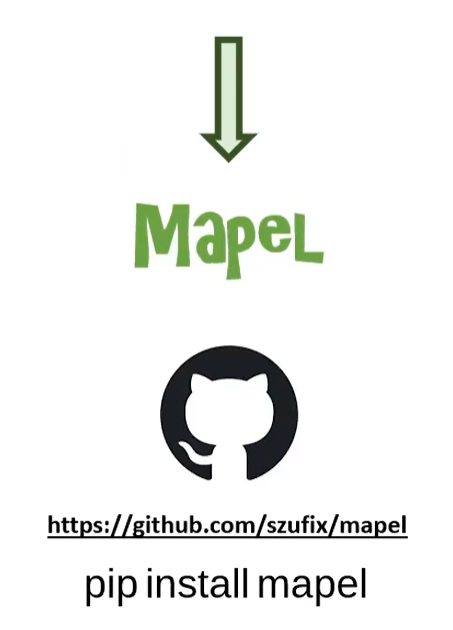 Mapel
https://github.com/szufix/mapel
pip install mapel